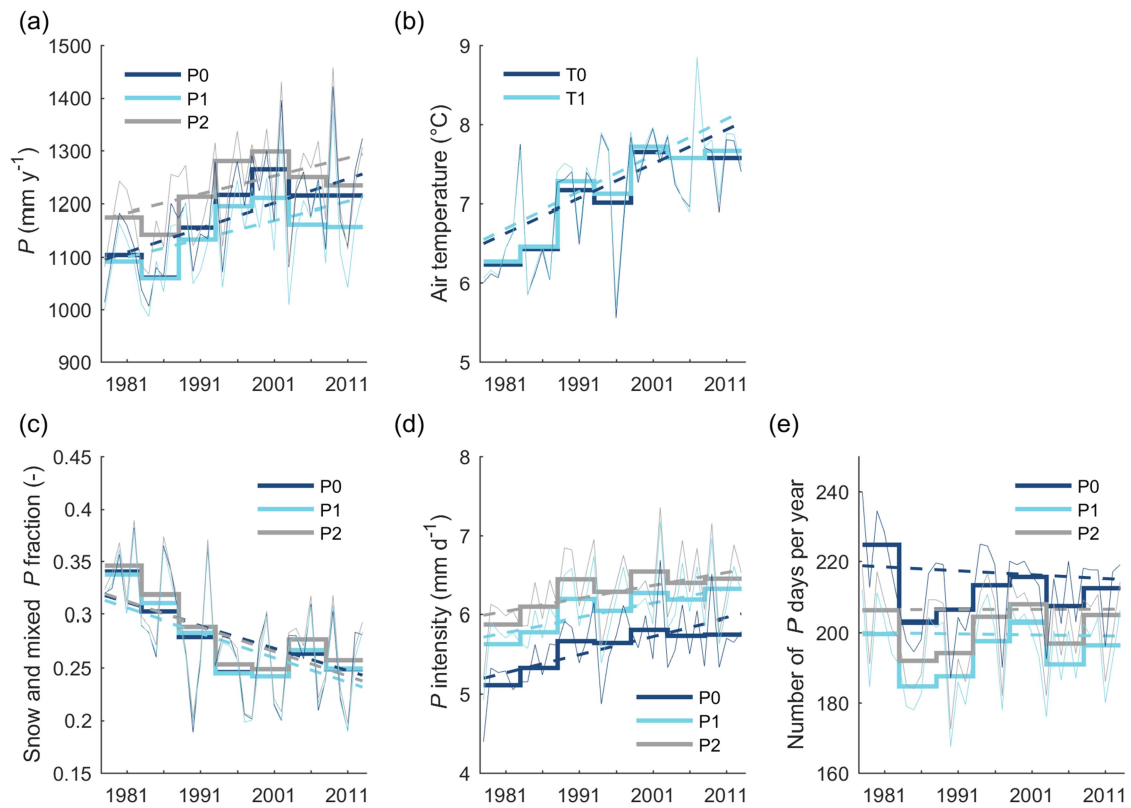 (a)
(b)
1500
1400
1300
1200
1100
1000
900
P (mm y⁻¹)
P0
P1
P2
1981
1991
2001
2011
9
8
7
6
5
Air temperature (°C)
T0
T1
1981
1991
2001
2011
(c)
(d)
(e)
0.45
0.4
0.35
0.3
0.25
0.2
0.15
Snow and mixed P fraction (-)
P0
P1
P2
1981
1991
2001
2011
8
7
6
5
4
P intensity (mm d⁻¹)
P0
P1
P2
1981
1991
2001
2011
240
220
200
180
160
Number of P days per year
P0
P1
P2
1981
1991
2001
2011